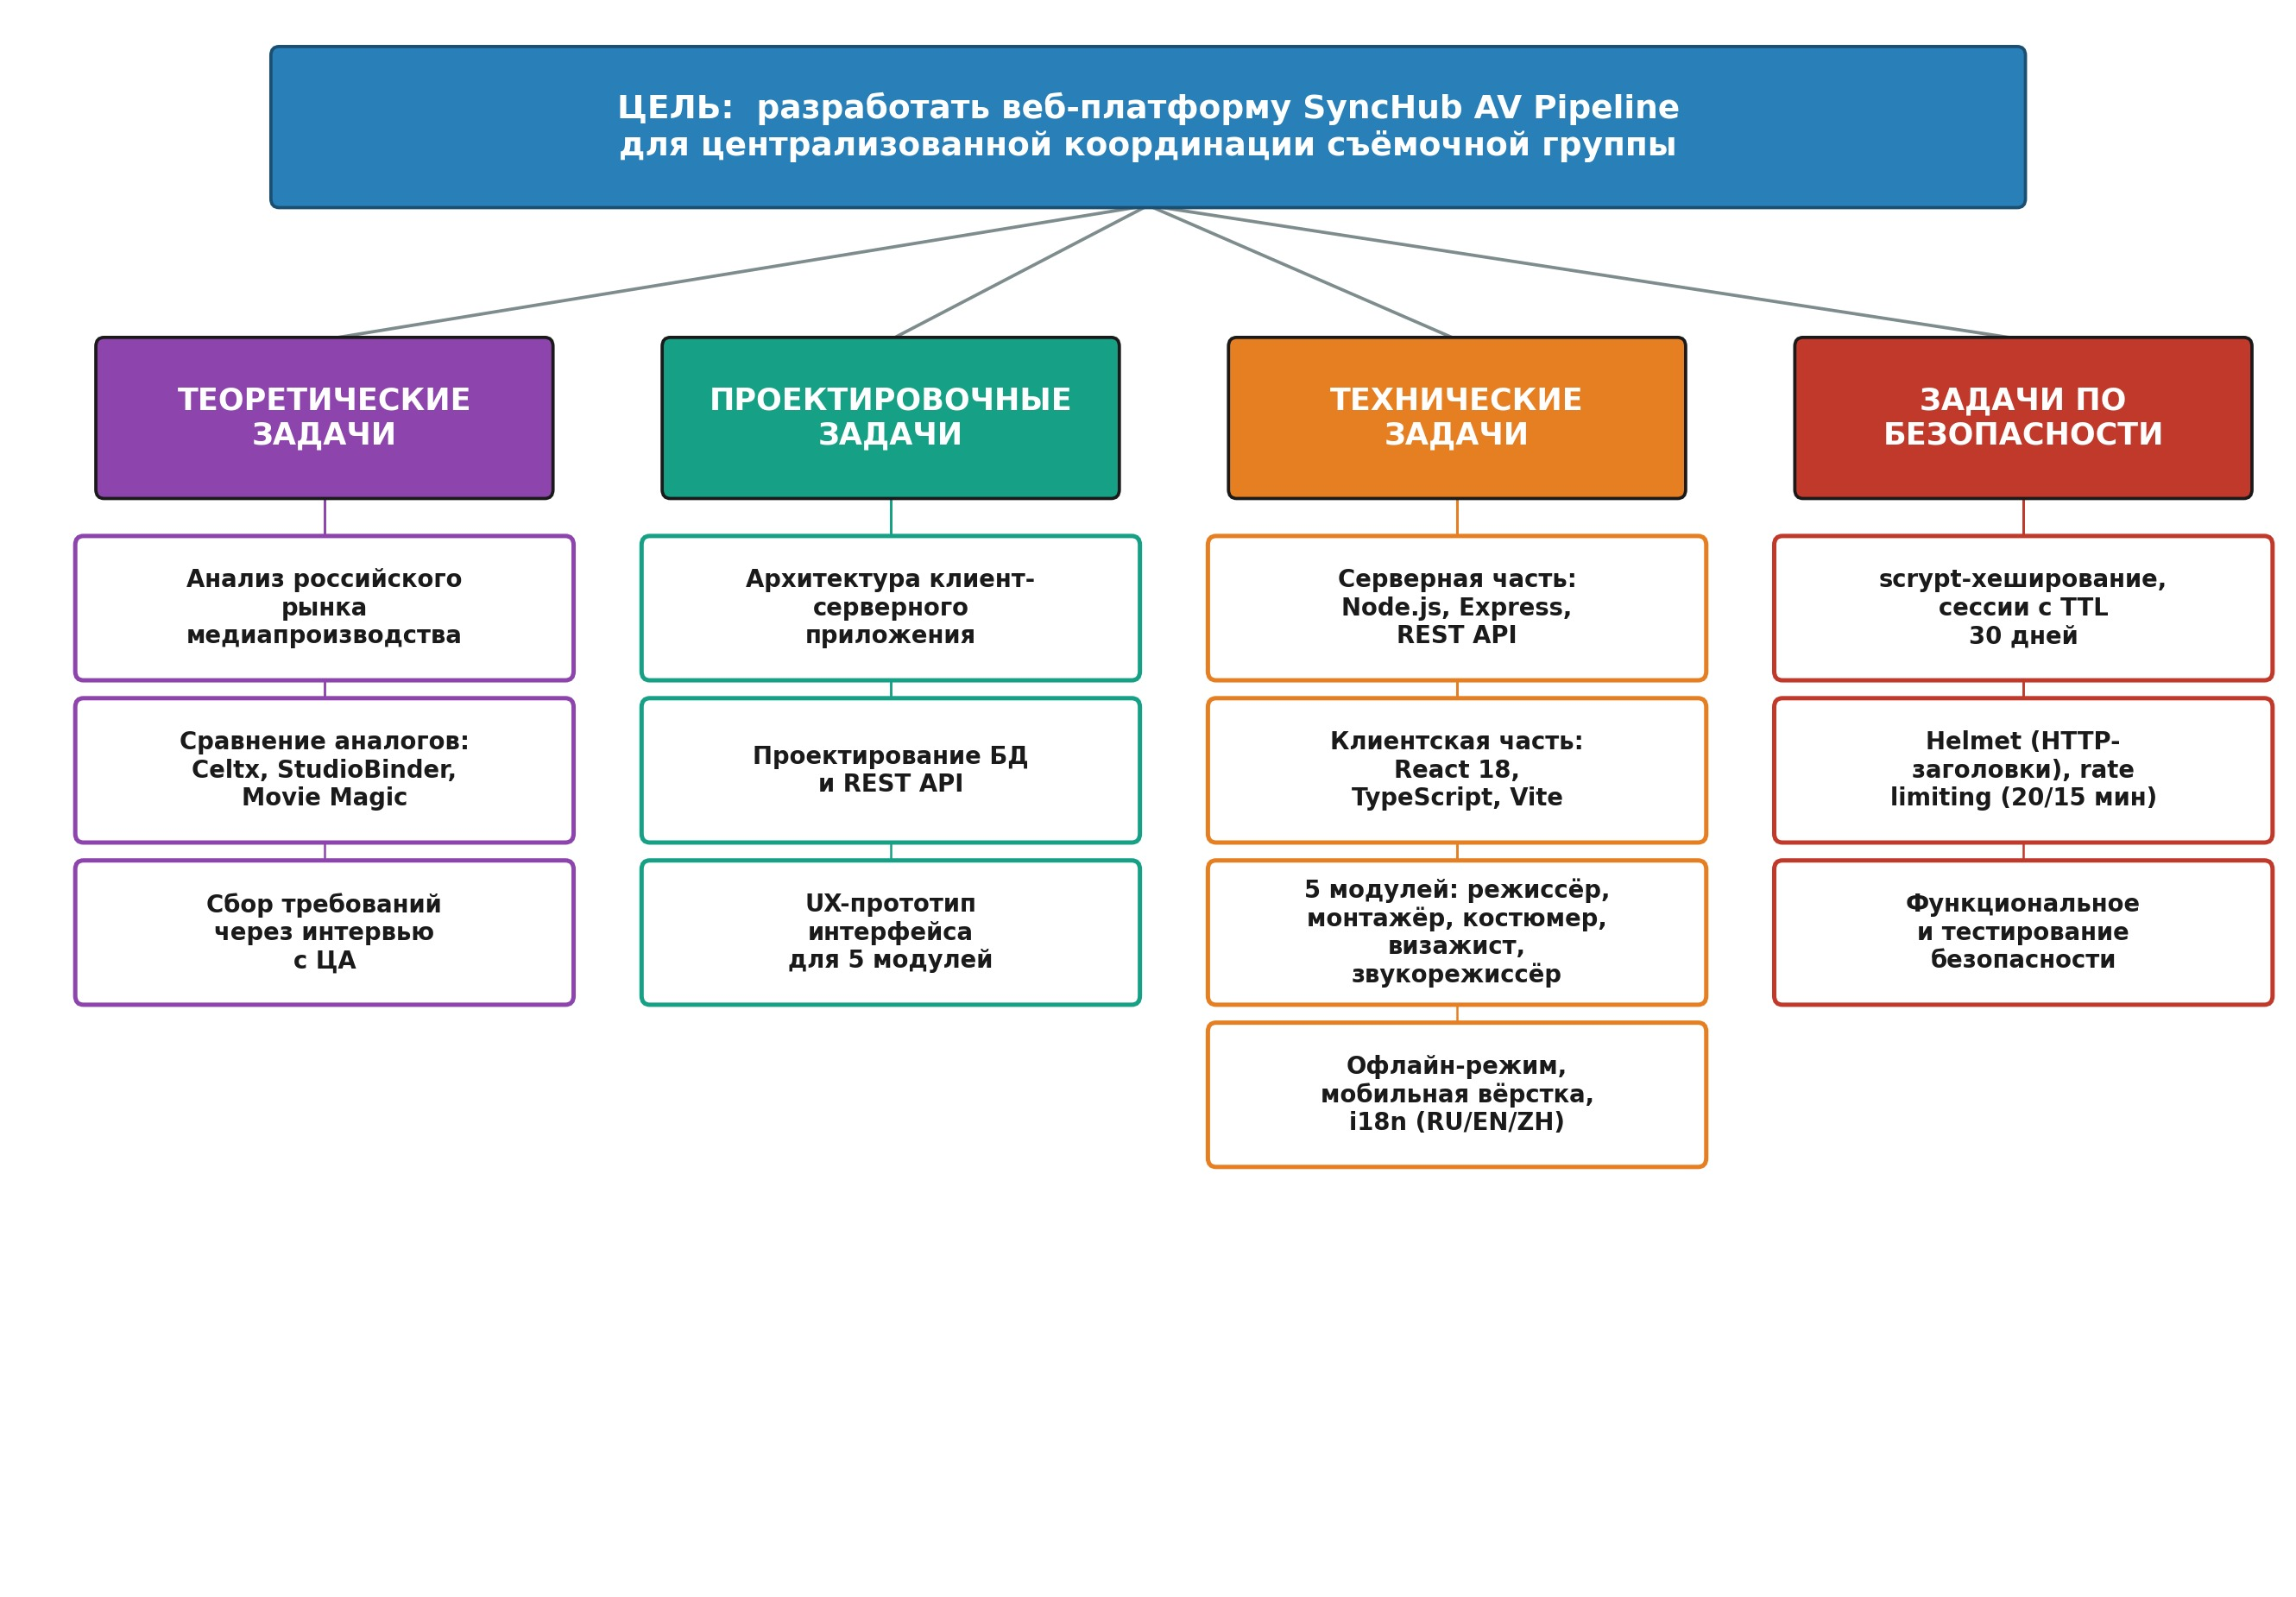 ЦЕЛЬ: разработать веб-платформу SyncHub AV Pipeline
для централизованной координации съёмочной группы
ТЕОРЕТИЧЕСКИЕ
ЗАДАЧИ
Анализ российского
рынка
медиапроизводства
Сравнение аналогов:
Celtx, StudioBinder,
Movie Magic
Сбор требований
через интервью
с ЦА
ПРОЕКТИРОВОЧНЫЕ
ЗАДАЧИ
Архитектура клиент-
серверного
приложения
Проектирование БД
и REST API
UX-прототип
интерфейса
для 5 модулей
ТЕХНИЧЕСКИЕ
ЗАДАЧИ
Серверная часть:
Node.js, Express,
REST API
Клиентская часть:
React 18,
TypeScript, Vite
5 модулей: режиссёр,
монтажёр, костюмер,
визажист,
звукорежиссёр
Офлайн-режим,
мобильная вёрстка,
i18n (RU/EN/ZH)
ЗАДАЧИ ПО
БЕЗОПАСНОСТИ
scrypt-хеширование,
сессии с TTL
30 дней
Helmet (HTTP-
заголовки), rate
limiting (20/15 мин)
Функциональное
и тестирование
безопасности